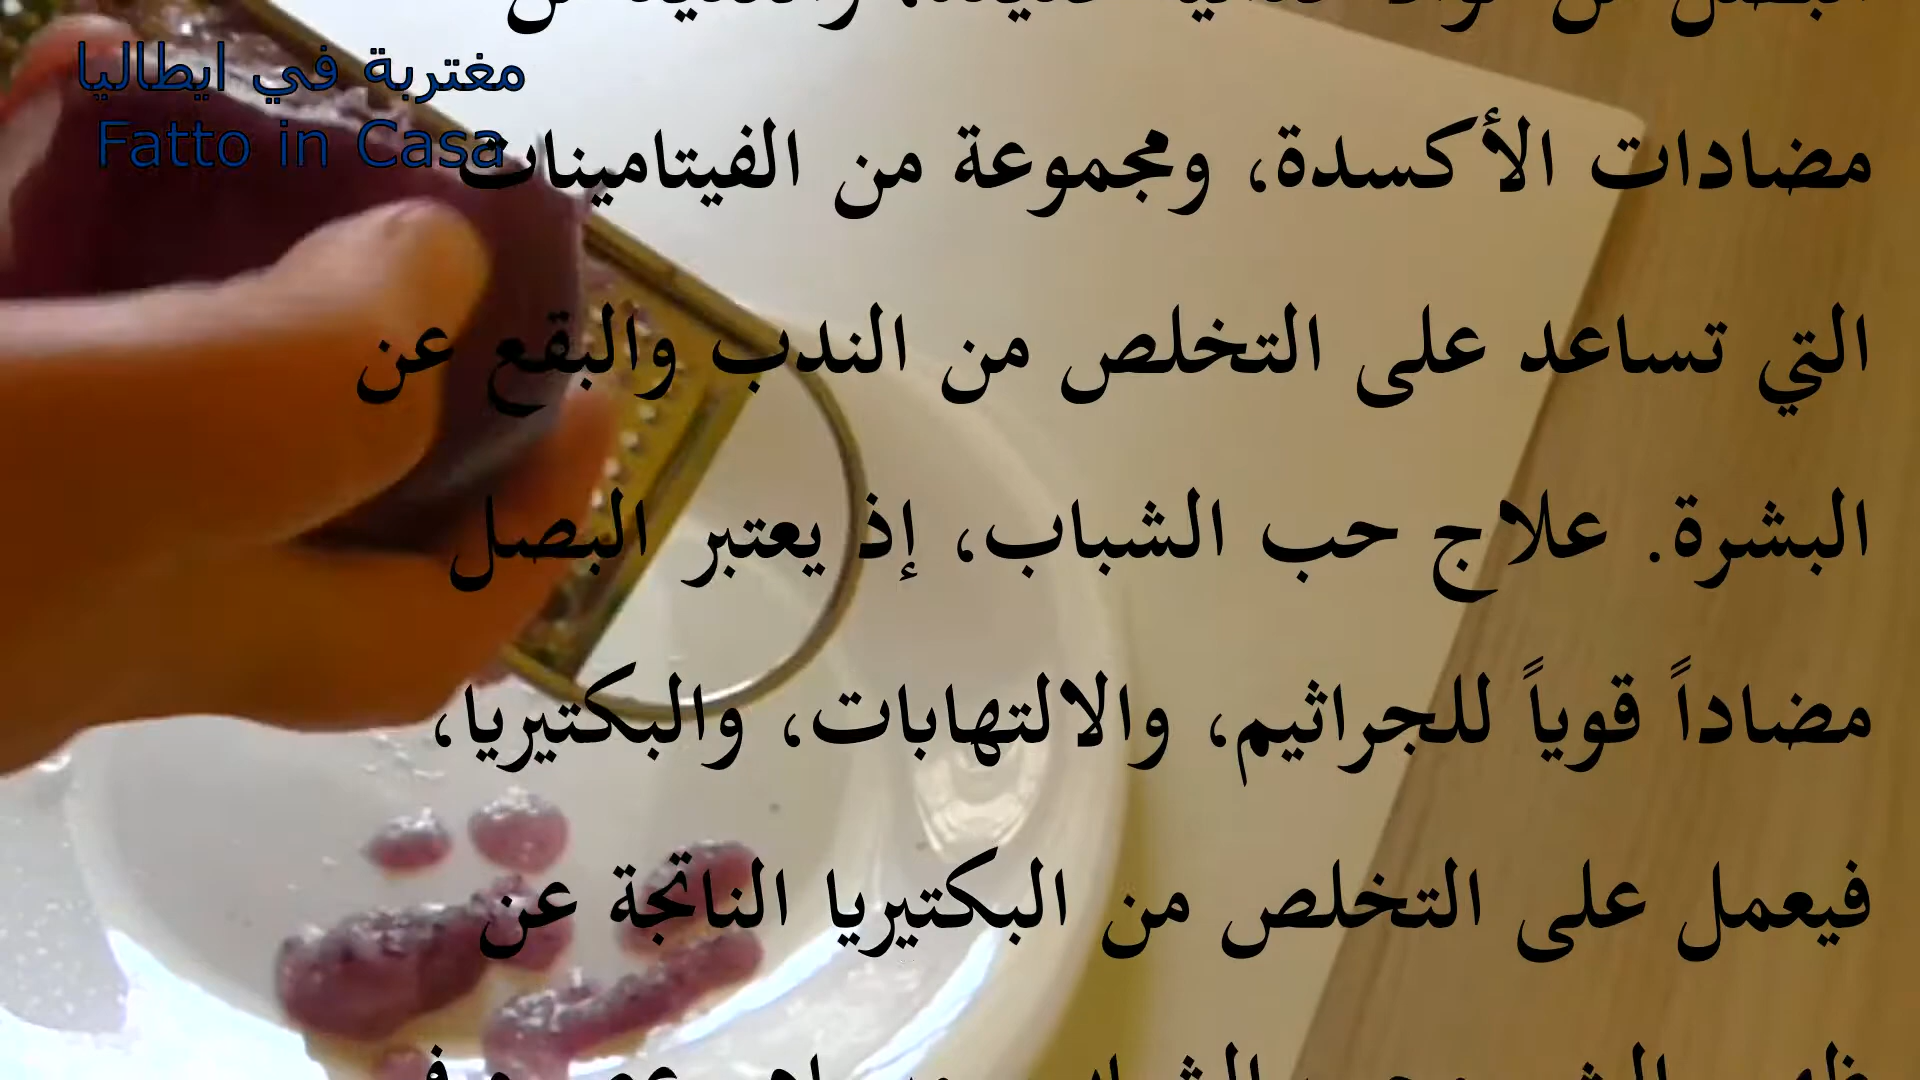 مغتربة في ايطاليا
Fatto in Casa
مضادات الأكسدة، ومجموعة من الفيتامينات
التي تساعد على التخلص من الندب والبقع عن
البشرة. علاج حب الشباب، إذ يعتبر البصل
مضاداً قوياً للجراثيم، والالتهابات، والبكتيريا،
فيعمل على التخلص من البكتيريا الناتجة عن